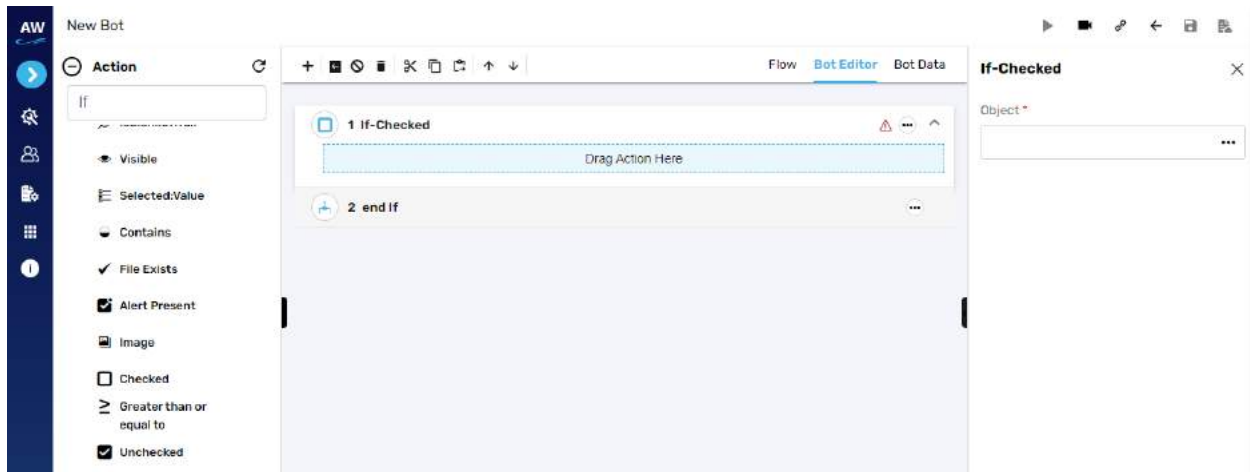 AW
New Bot
Action
If
Visible
Selected:Value
Contains
File Exists
Alert Present
Image
Checked
Greater than or
equal to
Unchecked
Flow Bot Editor Bot Data
1 If-Checked
Drag Action Here
2 end If
If-Checked
Object *